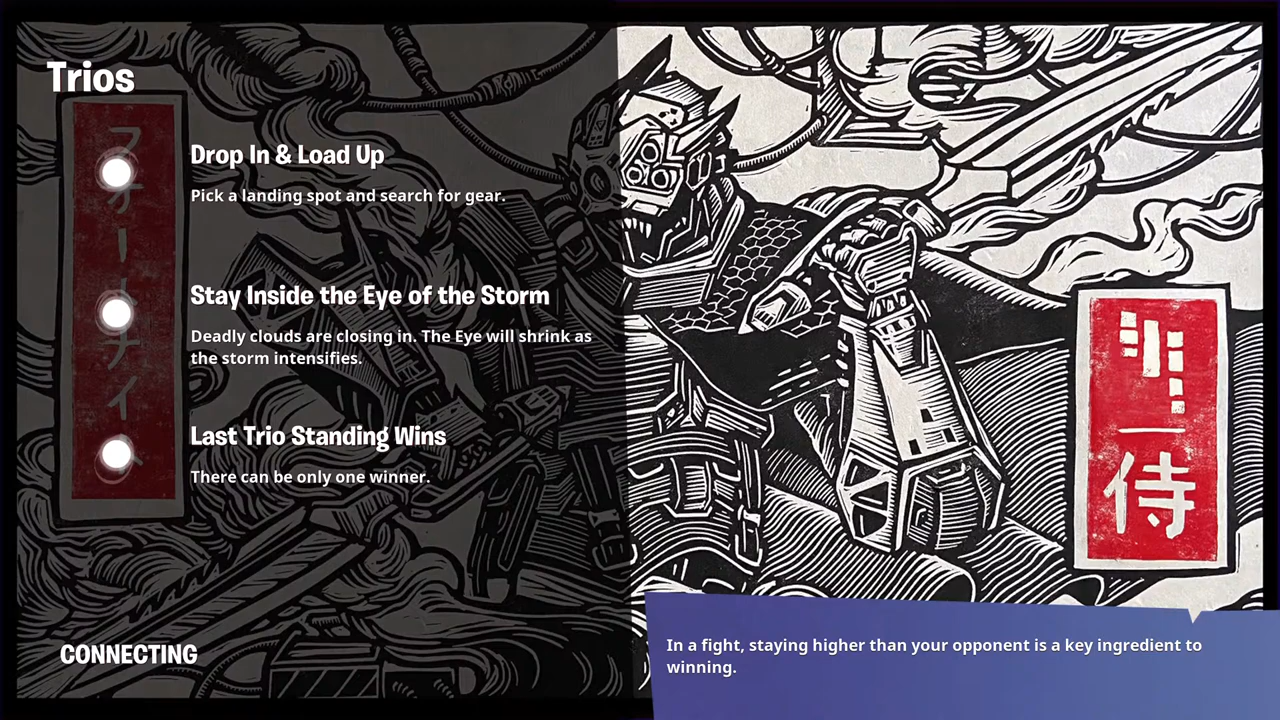 Trios
Drop In & Load Up
Pick a landing spot and search for gear.
Stay Inside the Eye of the Storm
Deadly clouds are closing in. The Eye will shrink as
the storm intensifies.
Last Trio Standing Wins
There can be only one winner.
CONNECTING
侍
In a fight, staying higher than your opponent is a key ingredient to
winning.